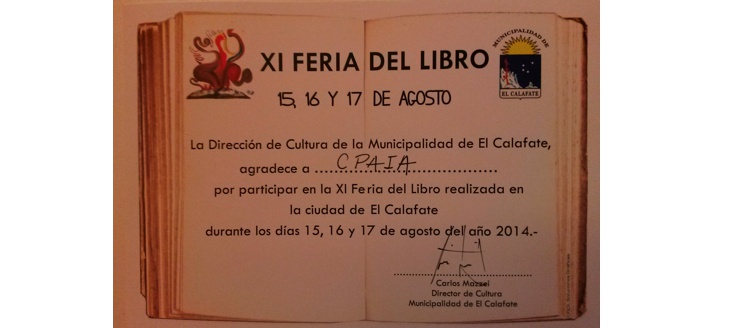 XI FERIA DEL LIBRO
MUNICIPALIDAD DE
EL CALAFATE
15, 16 Y 17 DE AGOSTO
La Dirección de Cultura de la Municipalidad de El Calafate,
agradece a ... CPAIA ...
por participar en la XI Feria del Libro realizada en
la ciudad de El Calafate
durante los días 15, 16 y 17 de agosto del año 2014.-
Carlos
Director de Cultura
Municipalidad de El Calafate